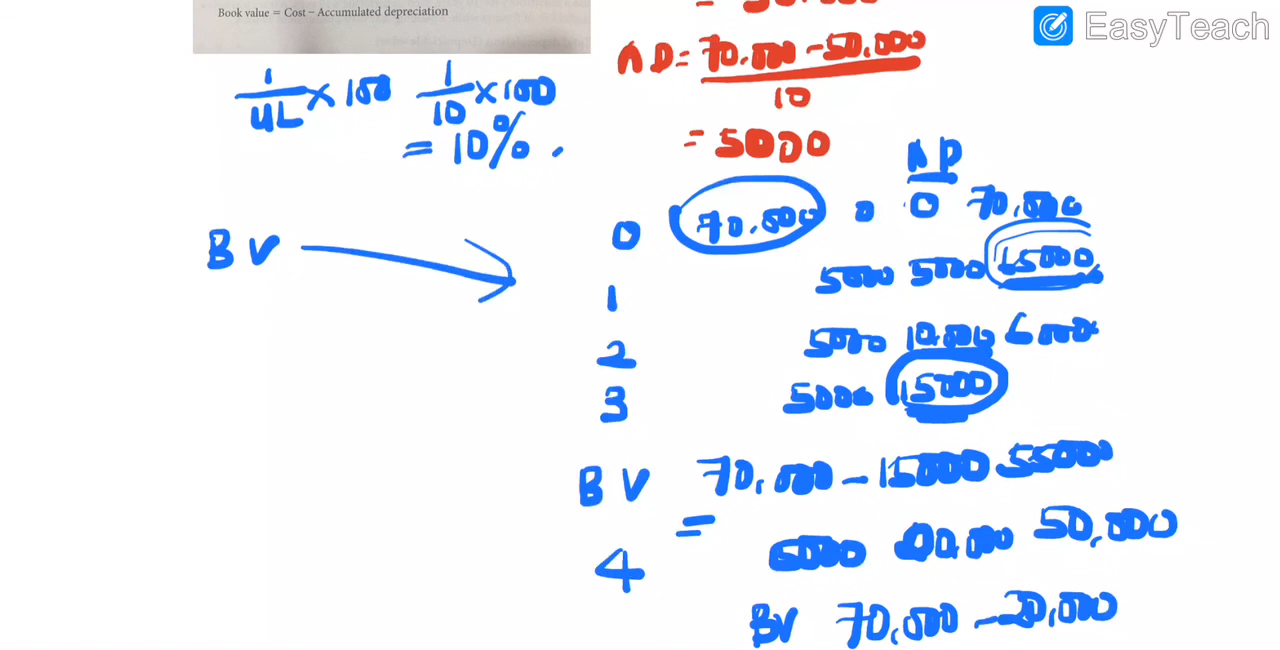 Book value = Cost − Accumulated depreciation
EasyTeach
AD = 70,000 - 50,000
10
= 5000
1/UL × 100 1/10 × 100
= 10%.
AD
0 70,000 0 0 70,000
BV
1 5000 5000 65000
2 5000 10,000 60000
3 5000 15000
BV 70,000 - 15000 55000
=
4 5000 20,000 50,000
BV 70,000 - 20,000